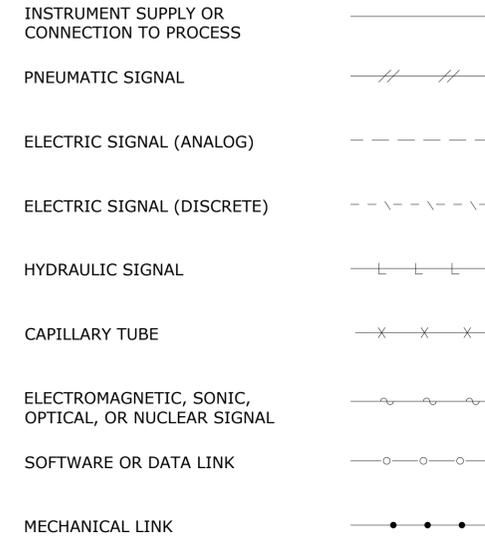 INSTRUMENT SUPPLY OR
CONNECTION TO PROCESS
PNEUMATIC SIGNAL
ELECTRIC SIGNAL (ANALOG)
ELECTRIC SIGNAL (DISCRETE)
HYDRAULIC SIGNAL
CAPILLARY TUBE
ELECTROMAGNETIC, SONIC,
OPTICAL, OR NUCLEAR SIGNAL
SOFTWARE OR DATA LINK
MECHANICAL LINK